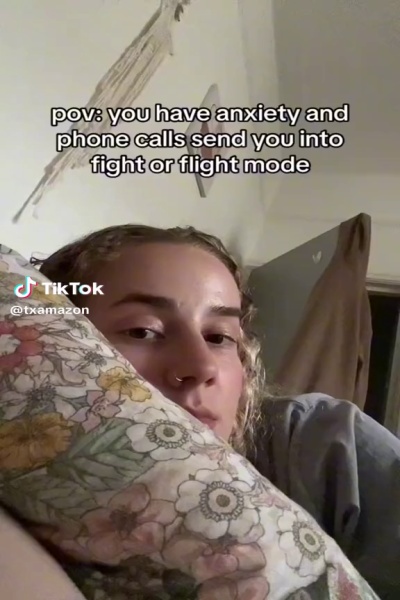 pov: you have anxiety and
phone calls send you into
fight or flight mode
TikTok
@txamazon